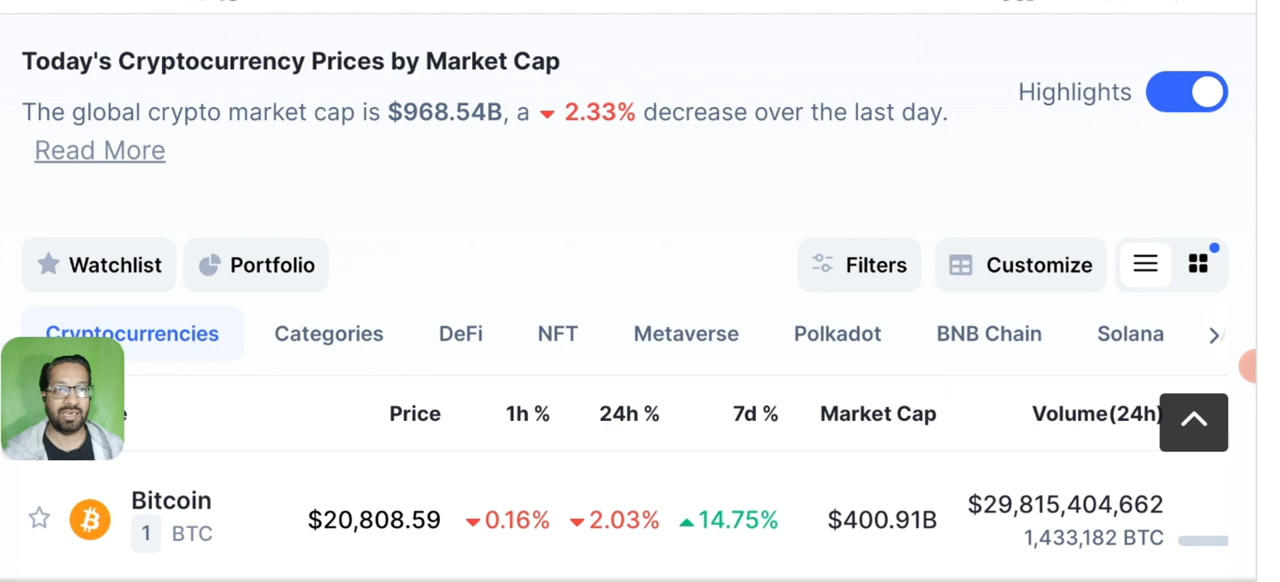 Today's Cryptocurrency Prices by Market Cap
The global crypto market cap is $968.54B, a 2.33% decrease over the last day.
Read More
Highlights
Watchlist Portfolio Filters Customize
Cryptocurrencies Categories DeFi NFT Metaverse Polkadot BNB Chain Solana
Price 1h % 24h % 7d % Market Cap Volume(24h)
Bitcoin
1 BTC
$20,808.59 0.16% 2.03% 14.75% $400.91B $29,815,404,662
1,433,182 BTC